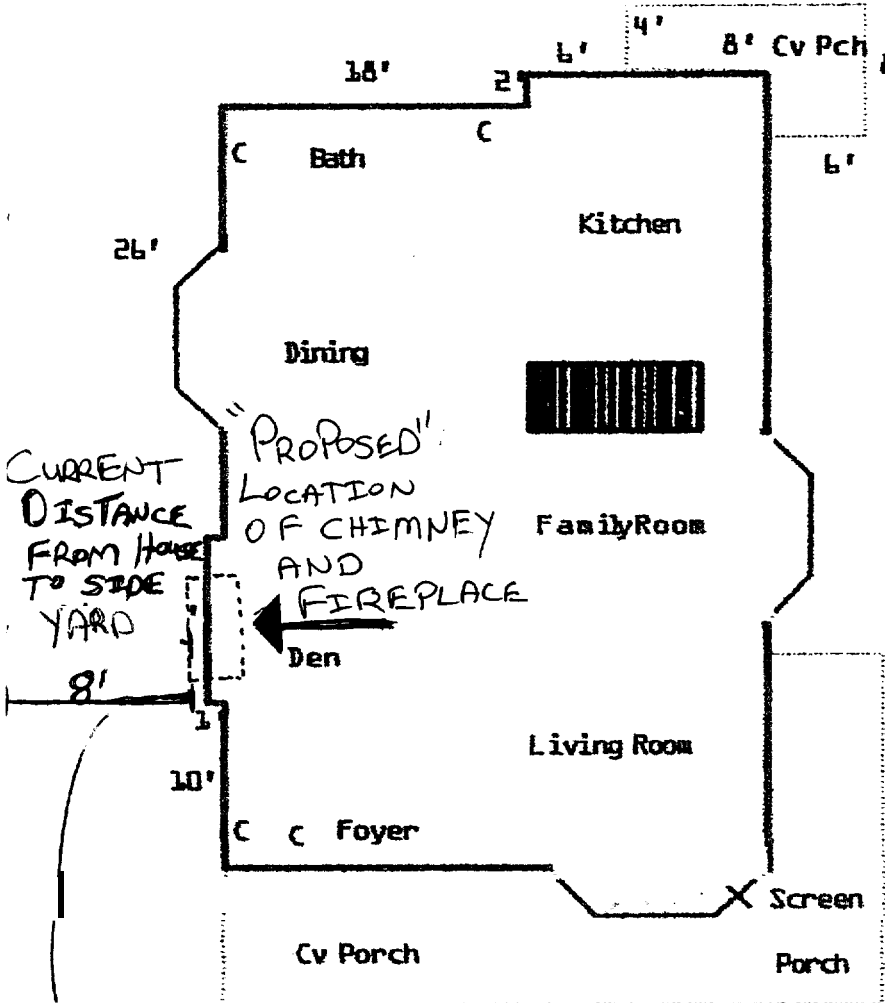 4'
6'
8' Cv Pch
18'
2'
C
C
Bath
6'
Kitchen
26'
Dining
"PROPOSED"
LOCATION
OF CHIMNEY
AND
FIREPLACE
CURRENT
DISTANCE
FROM HOUSE
TO SIDE
YARD
8'
FamilyRoom
Den
1'
Living Room
10'
C C Foyer
X Screen
Porch
Cv Porch